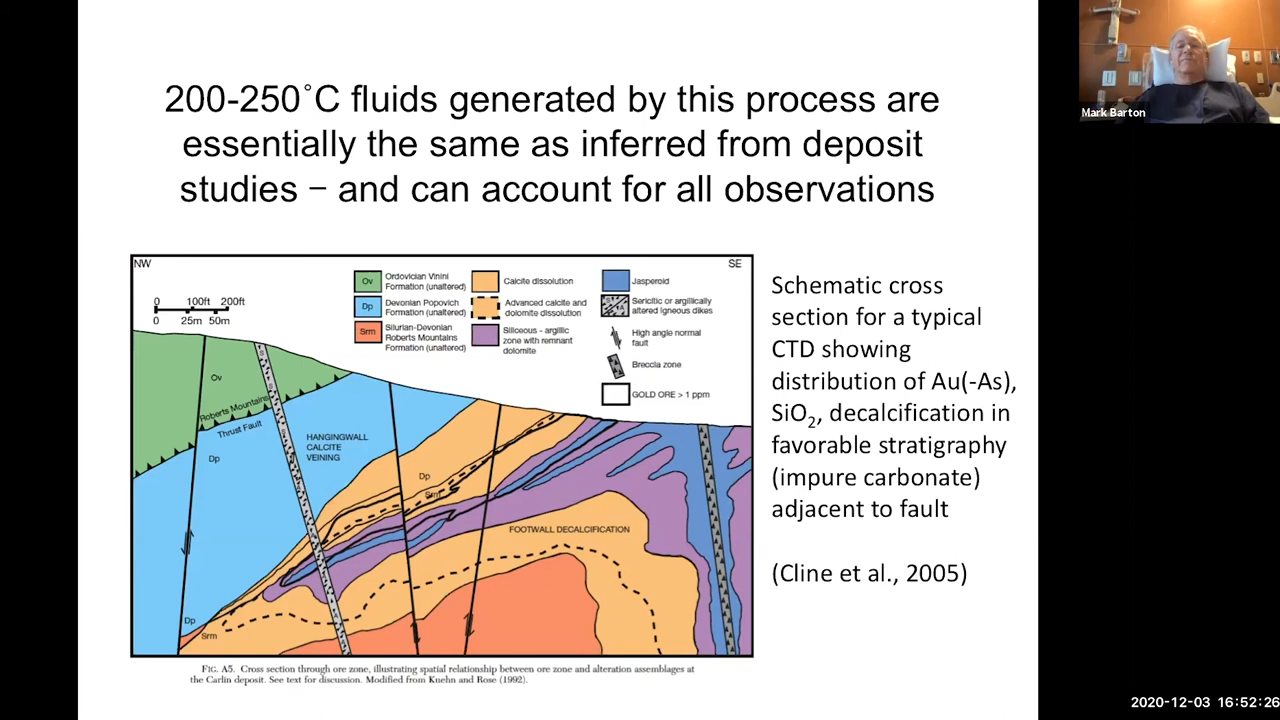 200-250˚C fluids generated by this process are
essentially the same as inferred from deposit
studies – and can account for all observations
Mark Barton
NW
SE
0 100ft 200ft
0 25m 50m
Ov
Ordovician Vinini
Formation (unaltered)
Dp
Devonian Popovich
Formation (unaltered)
Srm
Silurian-Devonian
Roberts Mountains
Formation (unaltered)
Calcite dissolution
Advanced calcite and
dolomite dissolution
Siliceous - argillic
zone with remnant
dolomite
Jasperoid
Sericitic or argillically
altered igneous dikes
High angle normal
fault
Breccia zone
GOLD ORE > 1 ppm
Ov
Roberts Mountains
Thrust Fault
Dp
HANGINGWALL
CALCITE
VEINING
Dp
Srm
FOOTWALL DECALCIFICATION
Dp
Srm
FIG. A5. Cross section through ore zone, illustrating spatial relationship between ore zone and alteration assemblages at
the Carlin deposit. See text for discussion. Modified from Kuehn and Rose (1992).
Schematic cross
section for a typical
CTD showing
distribution of Au(-As),
SiO2, decalcification in
favorable stratigraphy
(impure carbonate)
adjacent to fault
(Cline et al., 2005)
2020-12-03 16:52:26